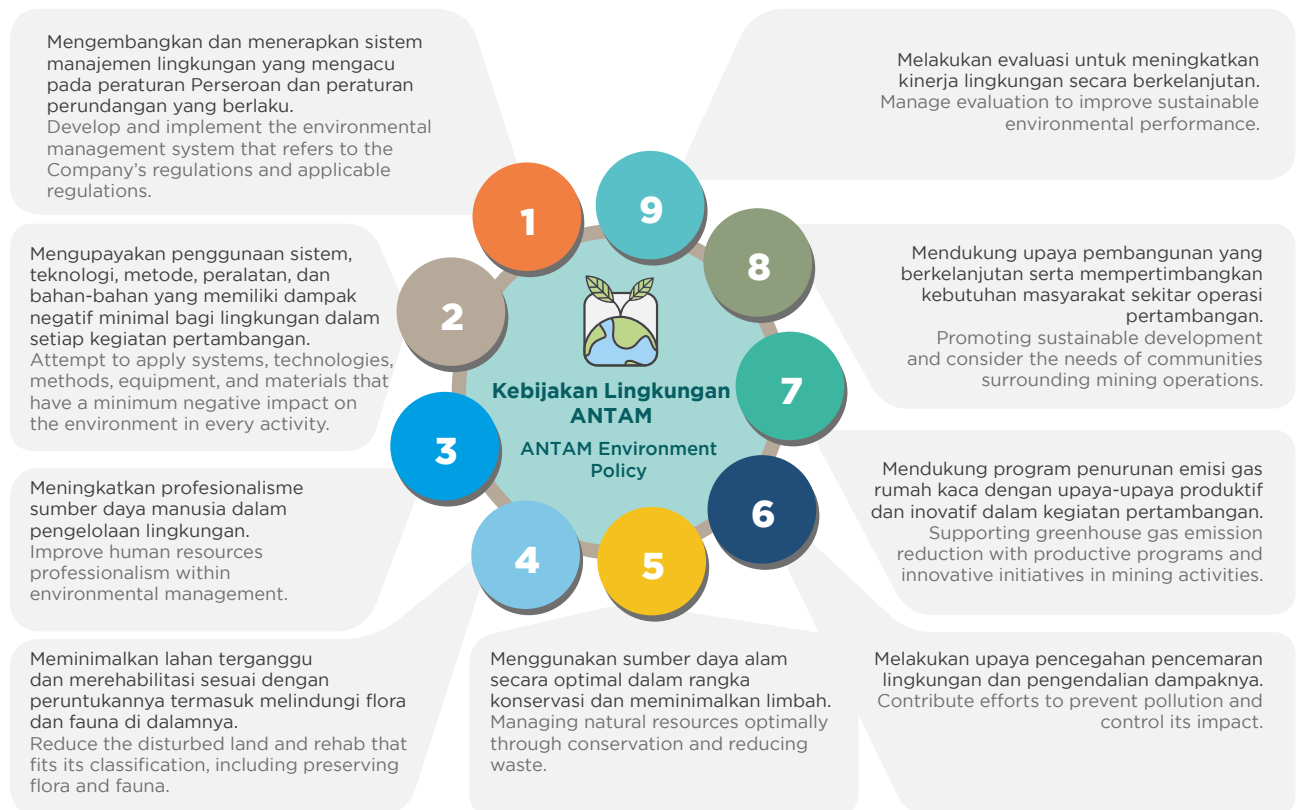 Mengembangkan dan menerapkan sistem
manajemen lingkungan yang mengacu
pada peraturan Perseroan dan peraturan
perundangan yang berlaku.
Develop and implement the environmental
management system that refers to the
Company's regulations and applicable
regulations.
1
Mengupayakan penggunaan sistem,
teknologi, metode, peralatan, dan
bahan-bahan yang memiliki dampak
negatif minimal bagi lingkungan dalam
setiap kegiatan pertambangan.
Attempt to apply systems, technologies,
methods, equipment, and materials that
have a minimum negative impact on
the environment in every activity.
2
Meningkatkan profesionalisme
sumber daya manusia dalam
pengelolaan lingkungan.
Improve human resources
professionalism within
environmental management.
3
Meminimalkan lahan terganggu
dan merehabilitasi sesuai dengan
peruntukannya termasuk melindungi flora
dan fauna di dalamnya.
Reduce the disturbed land and rehab that
fits its classification, including preserving
flora and fauna.
4
Menggunakan sumber daya alam
secara optimal dalam rangka
konservasi dan meminimalkan limbah.
Managing natural resources optimally
through conservation and reducing
waste.
5
Melakukan upaya pencegahan pencemaran
lingkungan dan pengendalian dampaknya.
Contribute efforts to prevent pollution and
control its impact.
6
Mendukung program penurunan emisi gas
rumah kaca dengan upaya-upaya produktif
dan inovatif dalam kegiatan pertambangan.
Supporting greenhouse gas emission
reduction with productive programs and
innovative initiatives in mining activities.
7
Mendukung upaya pembangunan yang
berkelanjutan serta mempertimbangkan
kebutuhan masyarakat sekitar operasi
pertambangan.
Promoting sustainable development
and consider the needs of communities
surrounding mining operations.
8
Melakukan evaluasi untuk meningkatkan
kinerja lingkungan secara berkelanjutan.
Manage evaluation to improve sustainable
environmental performance.
9
Kebijakan Lingkungan
ANTAM
ANTAM Environment
Policy